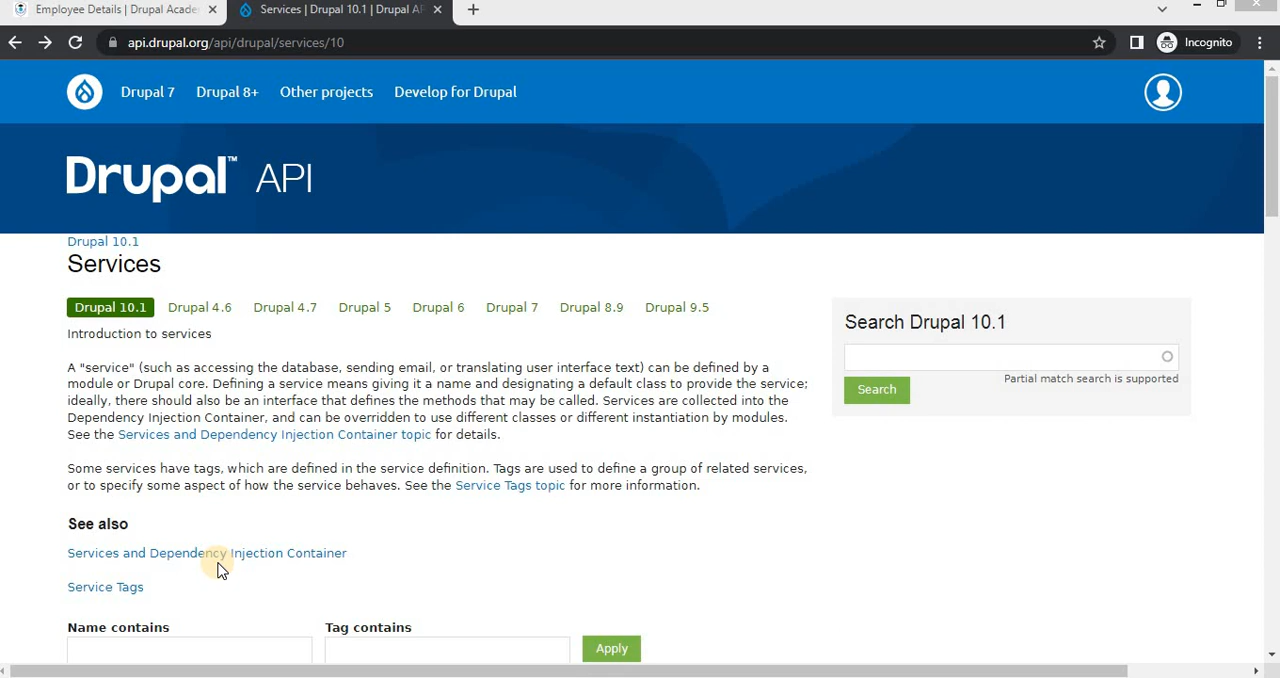 Employee Details | Drupal Acade
Services | Drupal 10.1 | Drupal AP
api.drupal.org/api/drupal/services/10
Incognito
Drupal 7 Drupal 8+ Other projects Develop for Drupal
Drupal™ API
Drupal 10.1
Services
Drupal 10.1 Drupal 4.6 Drupal 4.7 Drupal 5 Drupal 6 Drupal 7 Drupal 8.9 Drupal 9.5
Introduction to services
A "service" (such as accessing the database, sending email, or translating user interface text) can be defined by a
module or Drupal core. Defining a service means giving it a name and designating a default class to provide the service;
ideally, there should also be an interface that defines the methods that may be called. Services are collected into the
Dependency Injection Container, and can be overridden to use different classes or different instantiation by modules.
See the Services and Dependency Injection Container topic for details.
Some services have tags, which are defined in the service definition. Tags are used to define a group of related services,
or to specify some aspect of how the service behaves. See the Service Tags topic for more information.
See also
Services and Dependency Injection Container
Service Tags
Name contains
Tag contains
Apply
Search Drupal 10.1
Partial match search is supported
Search